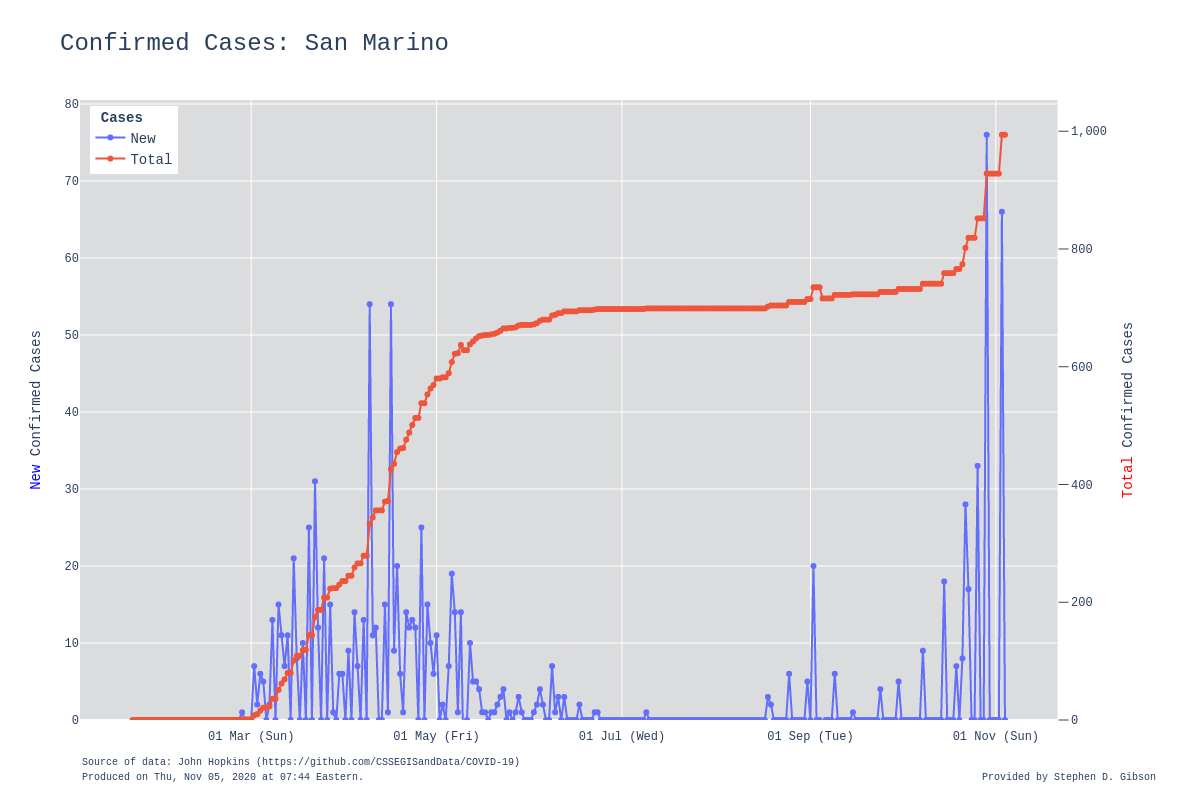 Confirmed Cases: San Marino
Cases
New
Total
80
70
60
50
40
30
20
10
0
New Confirmed Cases
1,000
800
600
400
200
0
Total Confirmed Cases
01 Mar (Sun)
01 May (Fri)
01 Jul (Wed)
01 Sep (Tue)
01 Nov (Sun)
Source of data: John Hopkins (https://github.com/CSSEGISandData/COVID-19)
Produced on Thu, Nov 05, 2020 at 07:44 Eastern.
Provided by Stephen D. Gibson